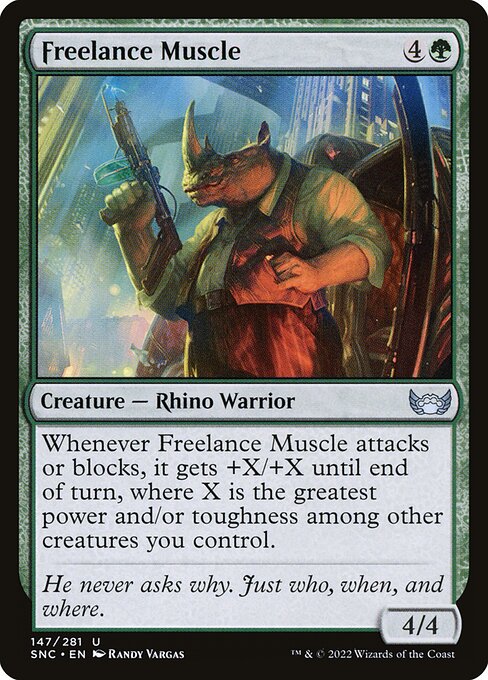 Freelance Muscle 4
Creature — Rhino Warrior
Whenever Freelance Muscle attacks
or blocks, it gets +X/+X until end
of turn, where X is the greatest
power and/or toughness among other
creatures you control.
He never asks why. Just who, when, and
where.
4/4
147/281 U
SNC • EN Randy Vargas
™ & © 2022 Wizards of the Coast